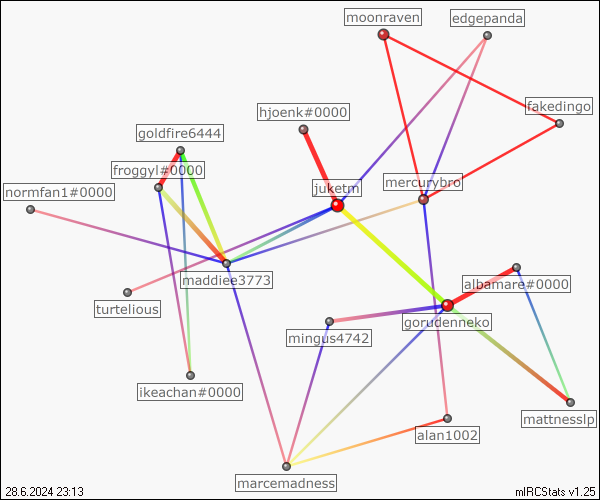 moonraven
edgepanda
fakedingo
hjoenk#0000
goldfire6444
froggyl#0000
normfan1#0000
juketm
mercurybro
maddiee3773
albamare#0000
turtelious
gorudenneko
mingus4742
ikeachan#0000
mattnesslp
alan1002
marcemadness
28.6.2024 23:13
mIRCStats v1.25